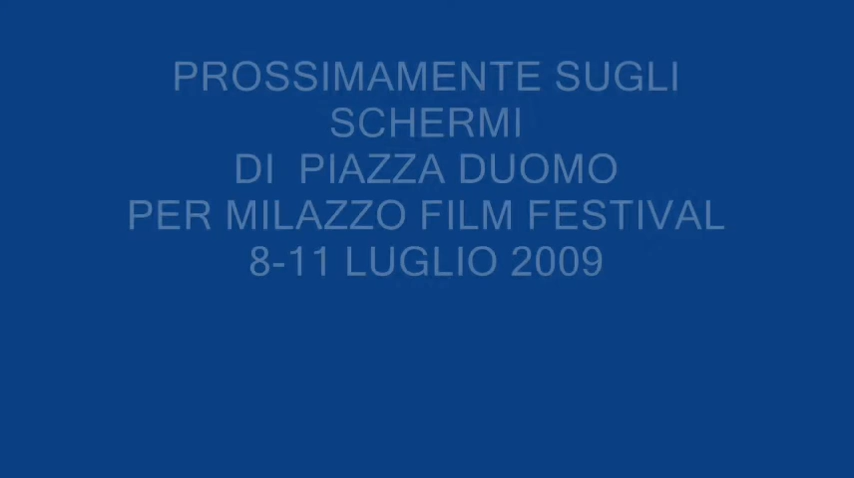 PROSSIMAMENTE SUGLI
SCHERMI
DI  PIAZZA DUOMO
PER MILAZZO FILM FESTIVAL
8-11 LUGLIO 2009